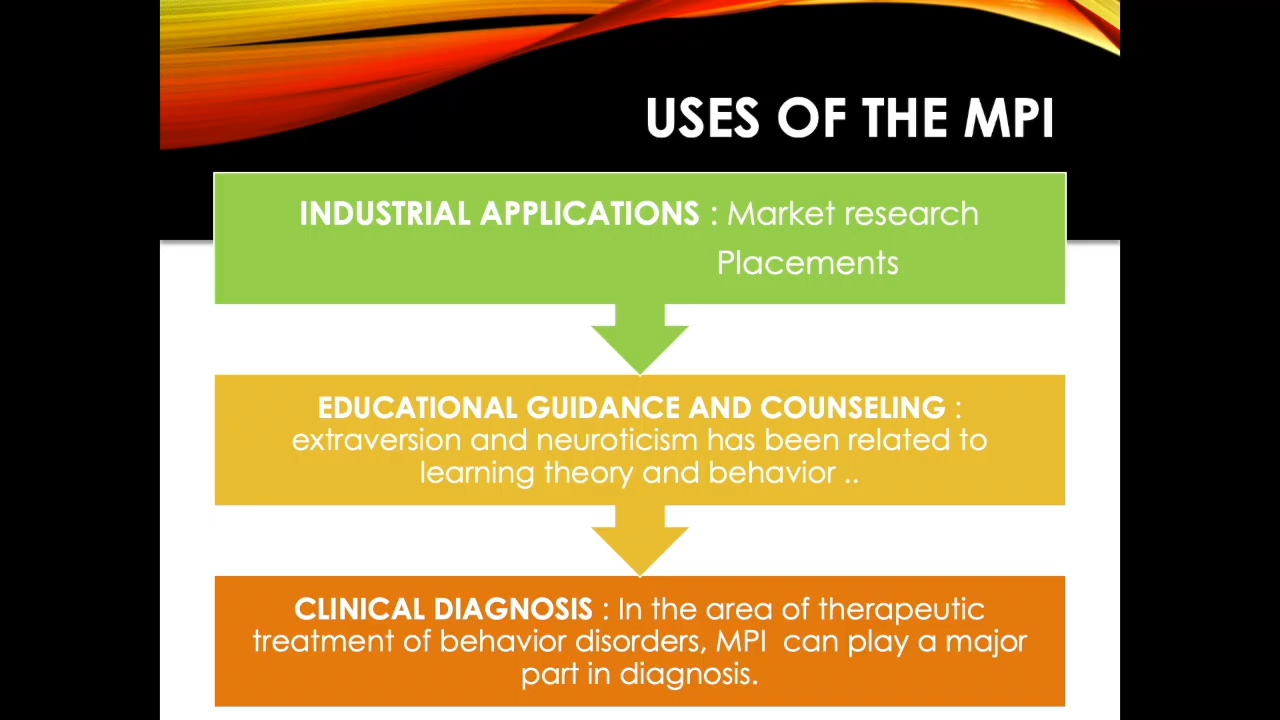 USES OF THE MPI
INDUSTRIAL APPLICATIONS : Market research
Placements
EDUCATIONAL GUIDANCE AND COUNSELING :
extraversion and neuroticism has been related to
learning theory and behavior ..
CLINICAL DIAGNOSIS : In the area of therapeutic
treatment of behavior disorders, MPI  can play a major
part in diagnosis.